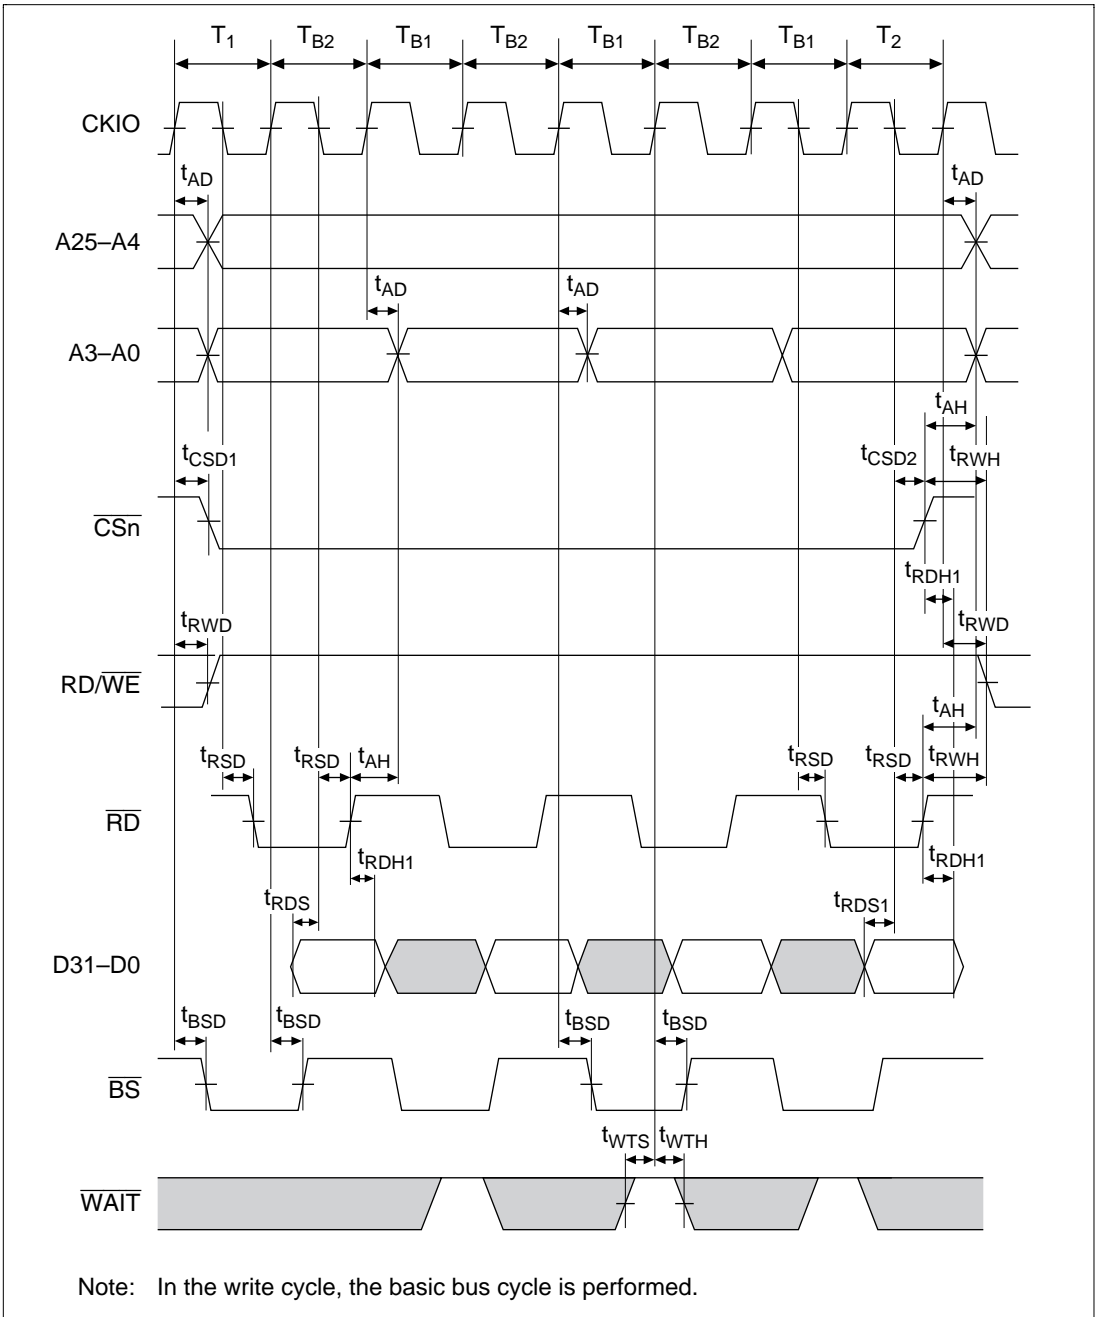 T1 TB2 TB1 TB2 TB1 TB2 TB1 T2
CKIO
tAD tAD
A25–A4
tAD tAD
A3–A0
tAH
tCSD1 tCSD2 tRWH
CSn
tRDH1
tRWD tRWD
RD/WE
tAH
tRSD tRSD tAH tRSD tRSD tRWH
RD
tRDH1 tRDH1
tRDS tRDS1
D31–D0
tBSD tBSD tBSD tBSD
BS
tWTS tWTH
WAIT
Note: In the write cycle, the basic bus cycle is performed.